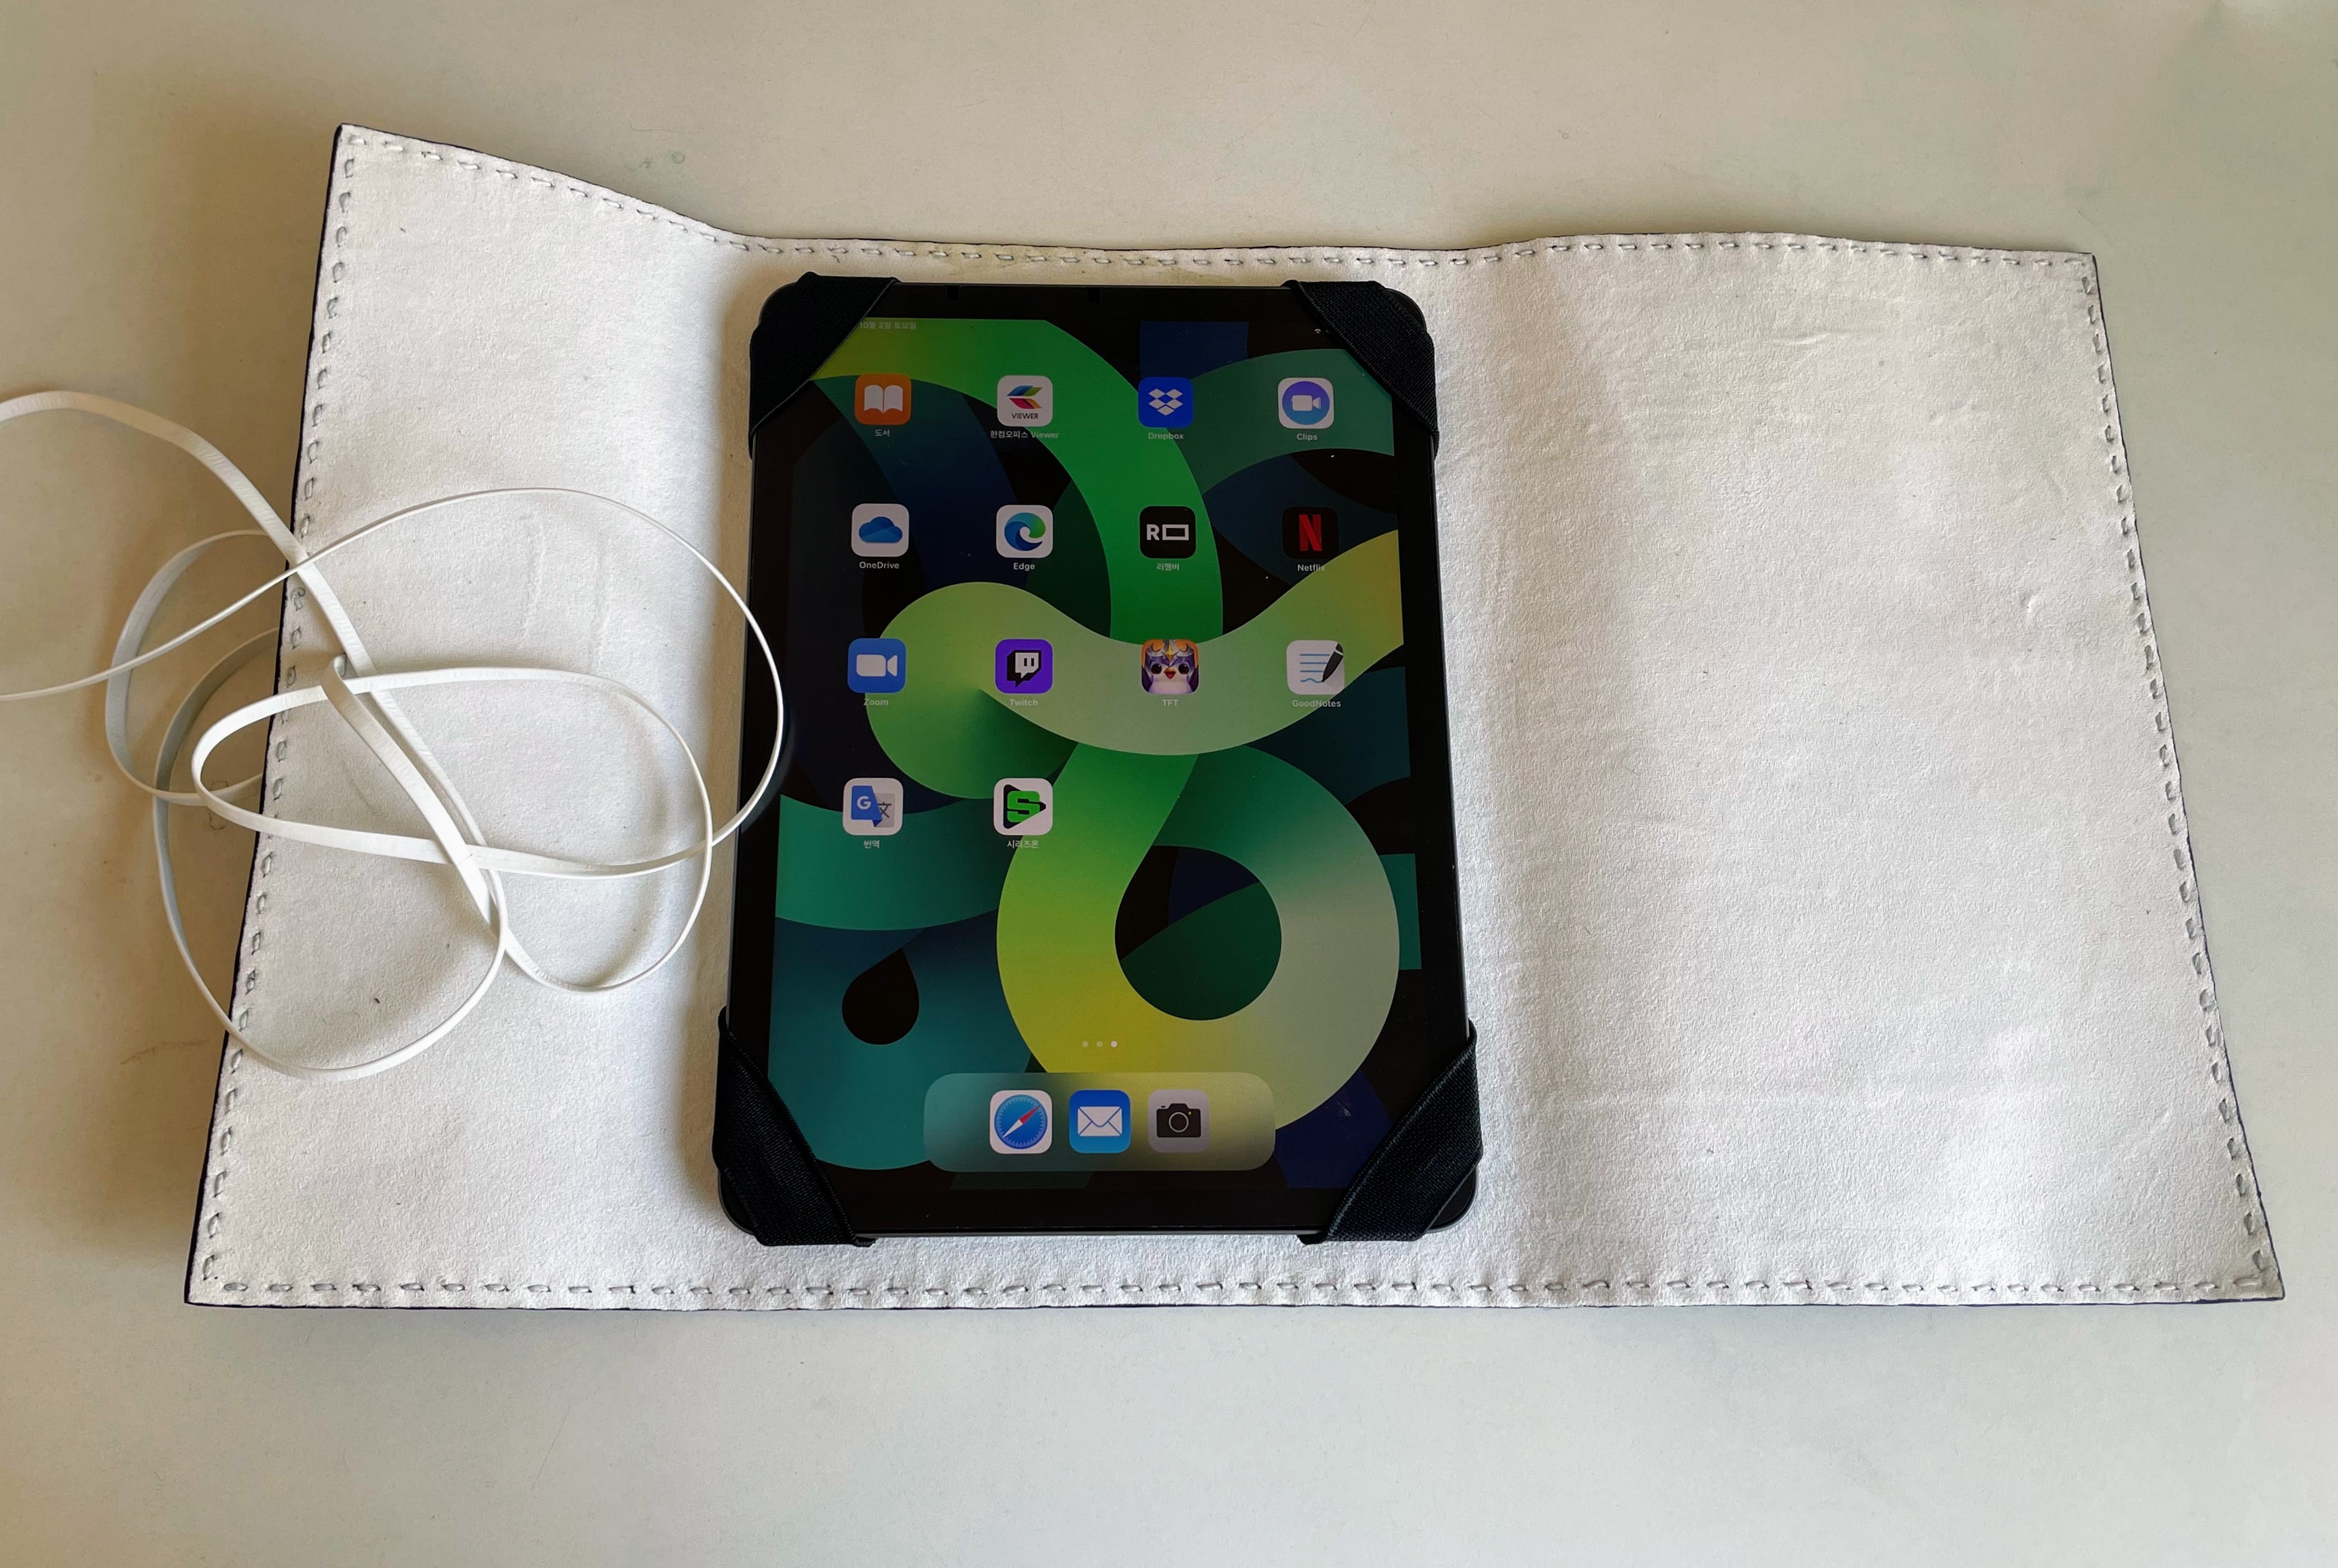 10월 2일 토요일
VIEWER
도서
한컴오피스 Viewer
Dropbox
Clips
R
N
OneDrive
Edge
리멤버
Netflix
Zoom
Twitch
TFT
GoodNotes
G 文
S
번역
시리즈온